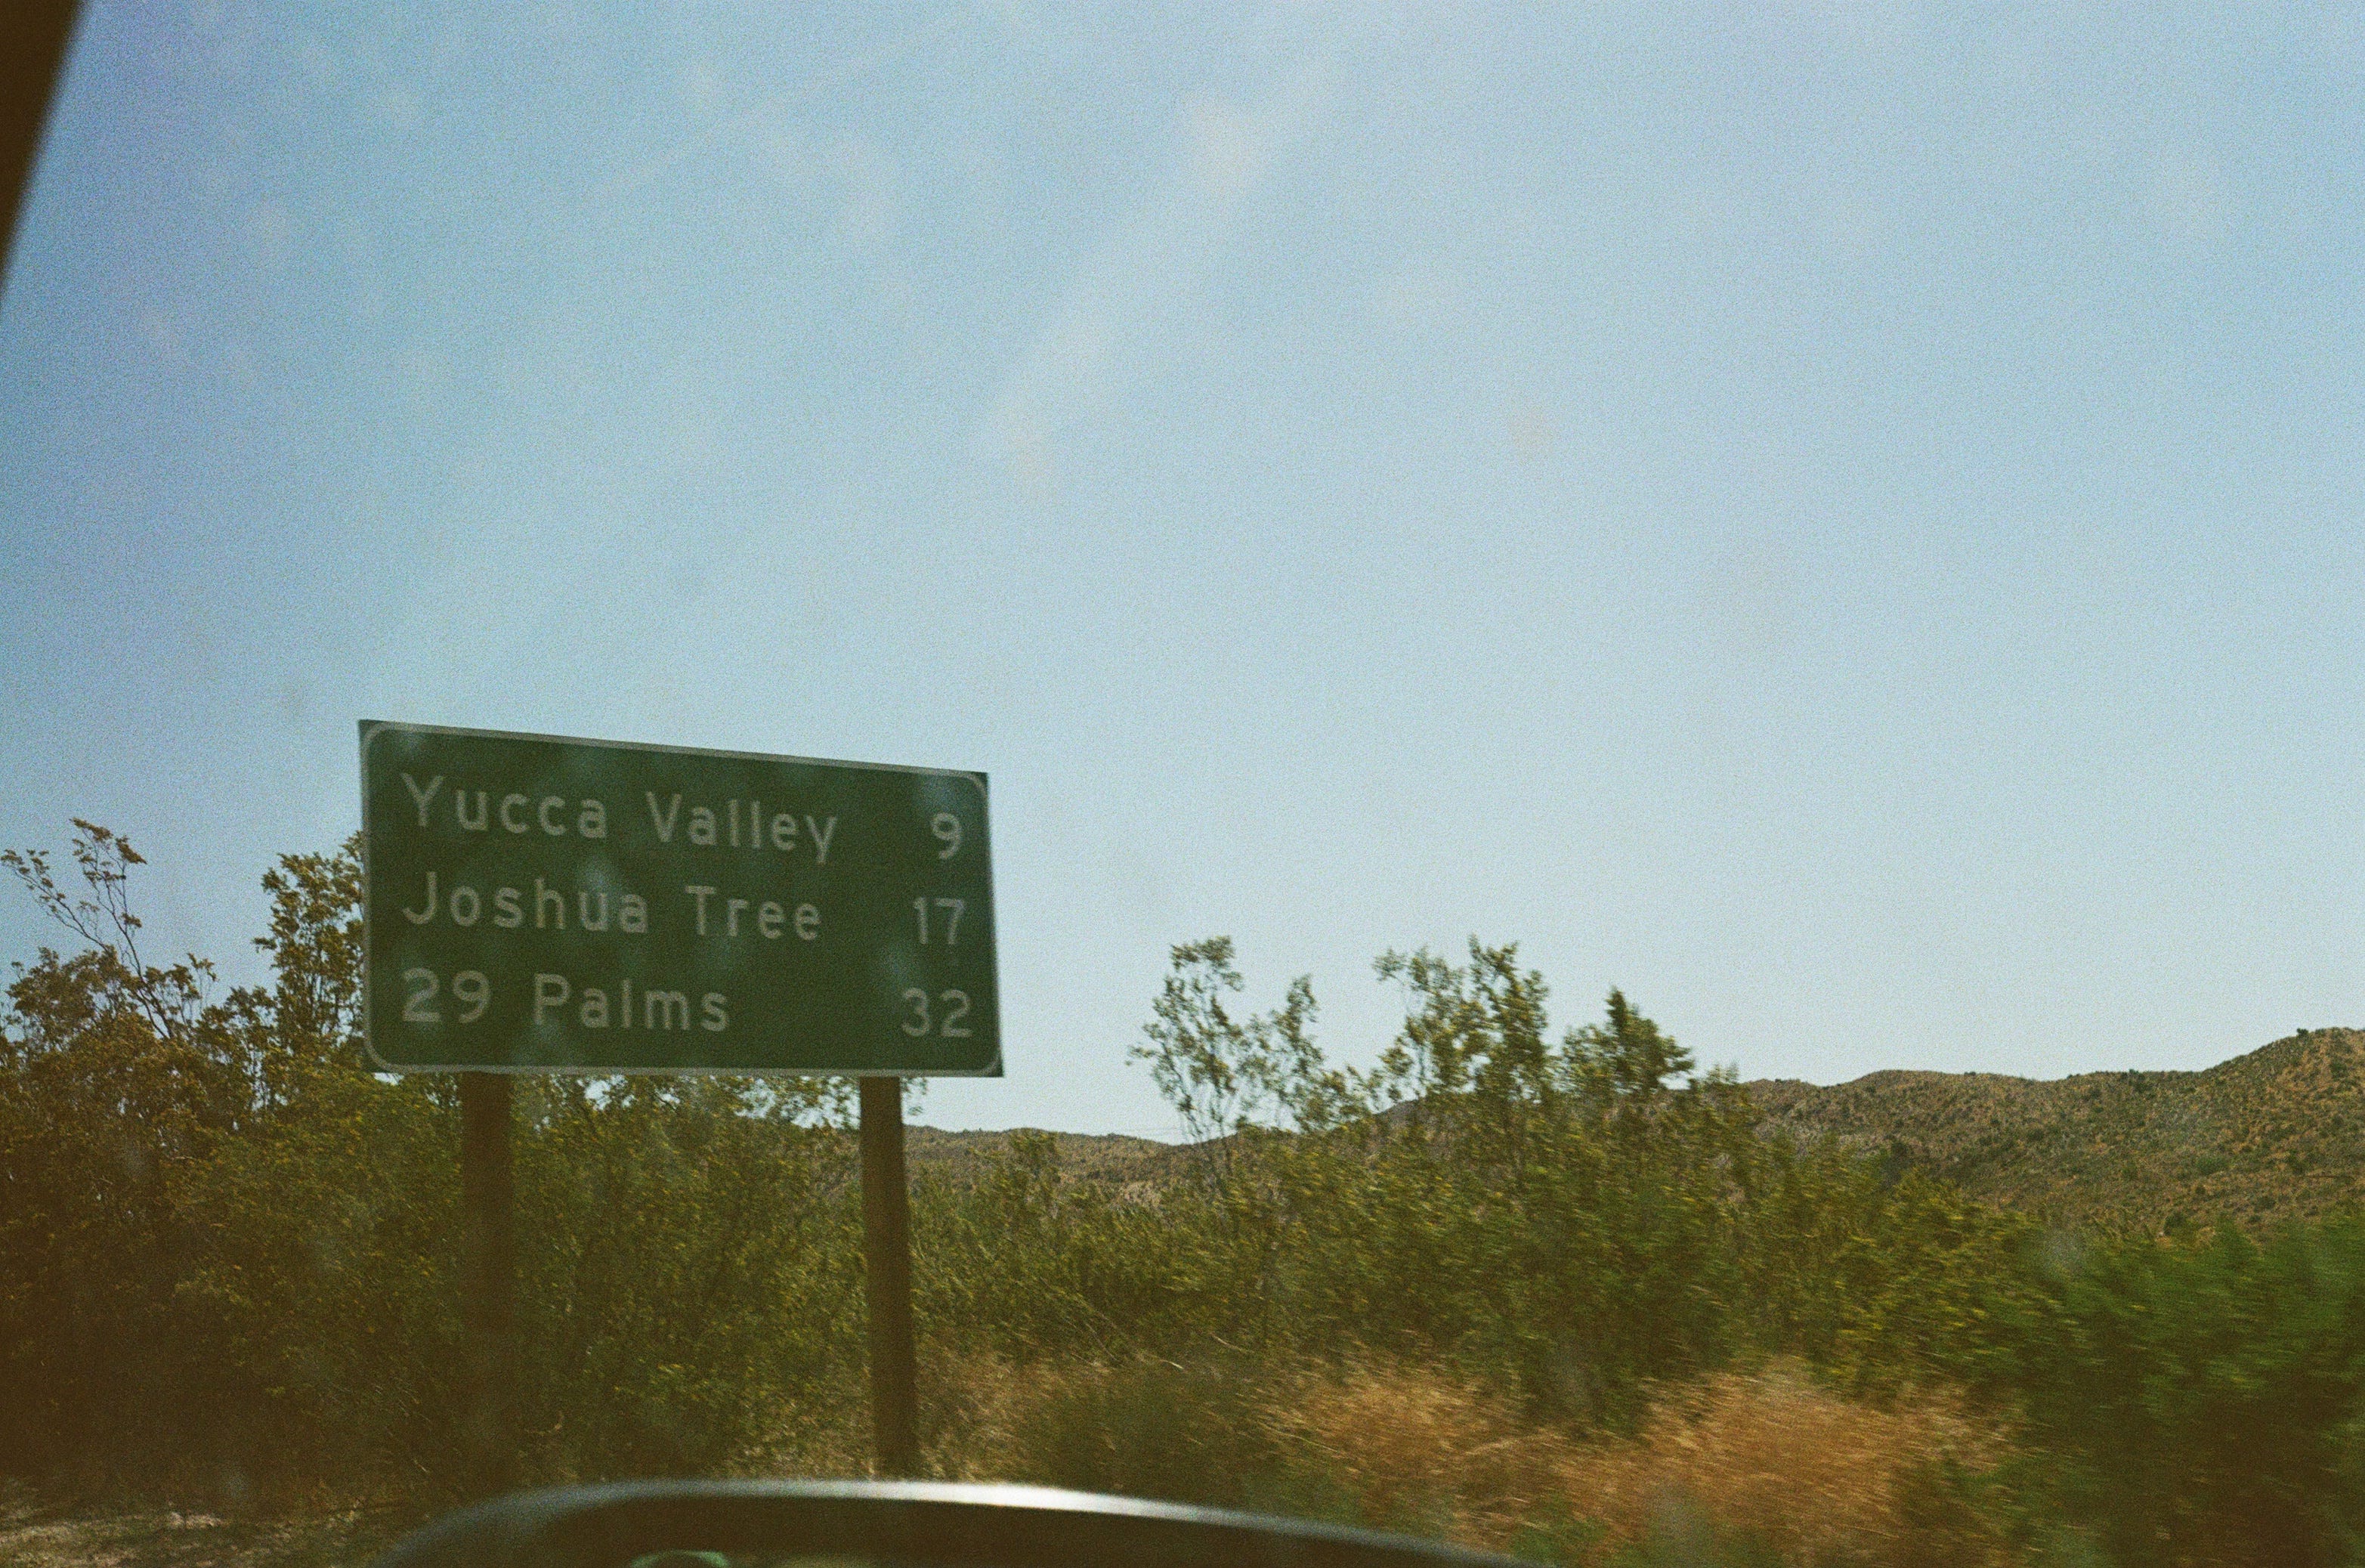 Yucca Valley 9
Joshua Tree 17
29 Palms 32